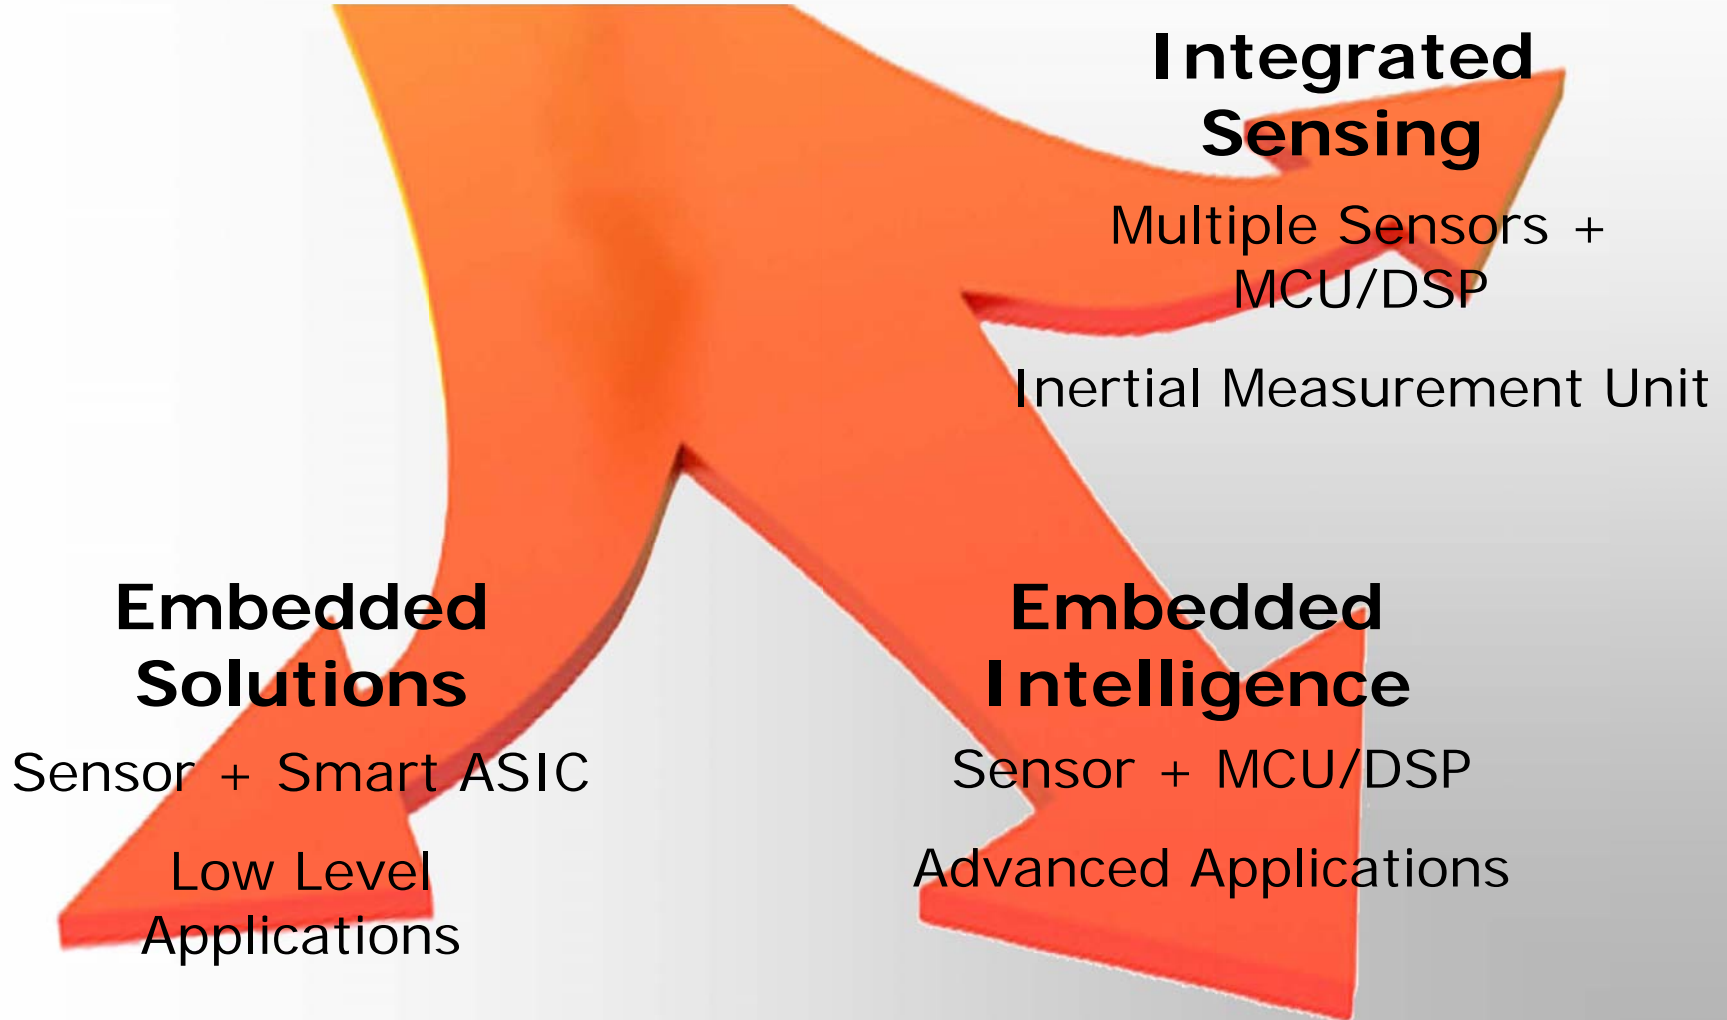 Integrated
Sensing
Multiple Sensors +
MCU/DSP
Inertial Measurement Unit
Embedded
Solutions
Sensor + Smart ASIC
Low Level
Applications
Embedded
Intelligence
Sensor + MCU/DSP
Advanced Applications